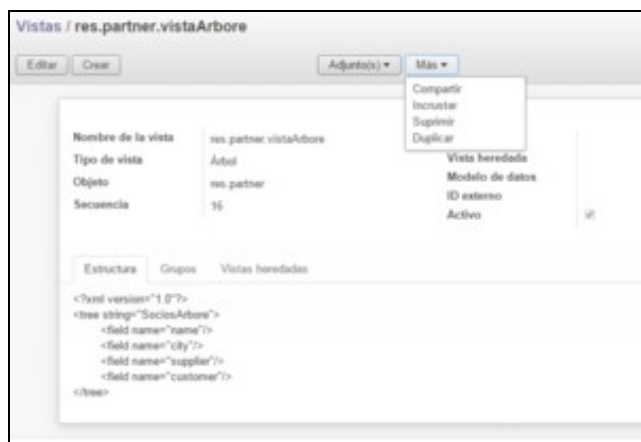 Vistas / res.partner.vistaArbore
Editar Crear Adjunto(s) Más
Compartir
Incrustar
Suprimir
Duplicar
Nombre de la vista res.partner.vistaArbore
Tipo de vista Árbol Vista heredada
Objeto res.partner Modelo de datos
Secuencia 16 ID externo
Activo
Estructura Grupos Vistas heredadas
<?xml version="1.0"?>
<tree string="SociosArbore">
<field name="name"/>
<field name="city"/>
<field name="supplier"/>
<field name="customer"/>
</tree>